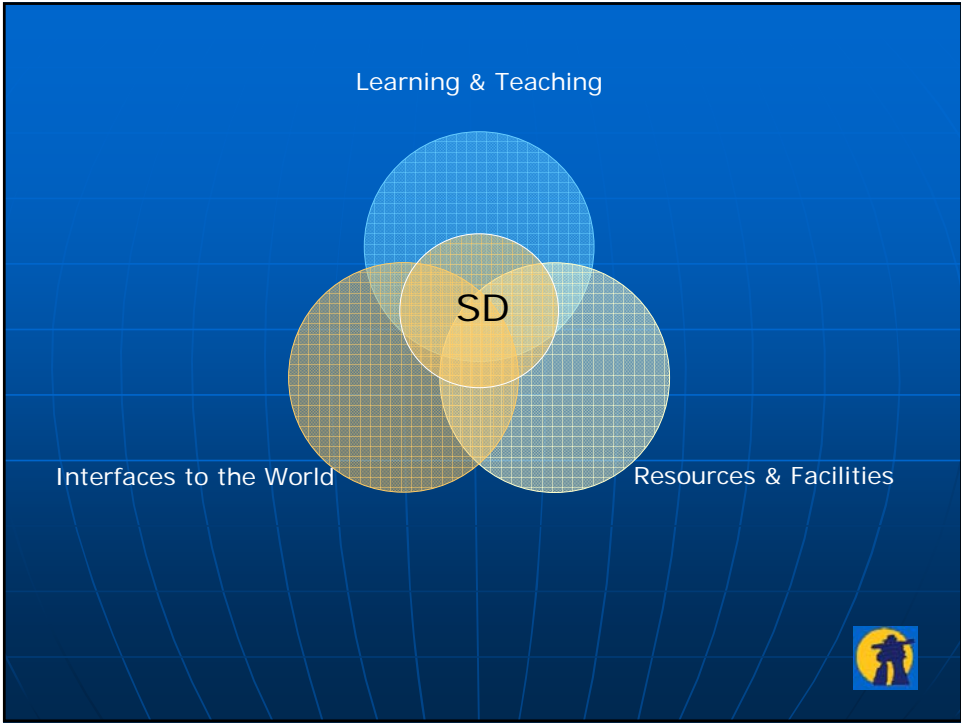 Learning & Teaching
SD
Interfaces to the World
Resources & Facilities